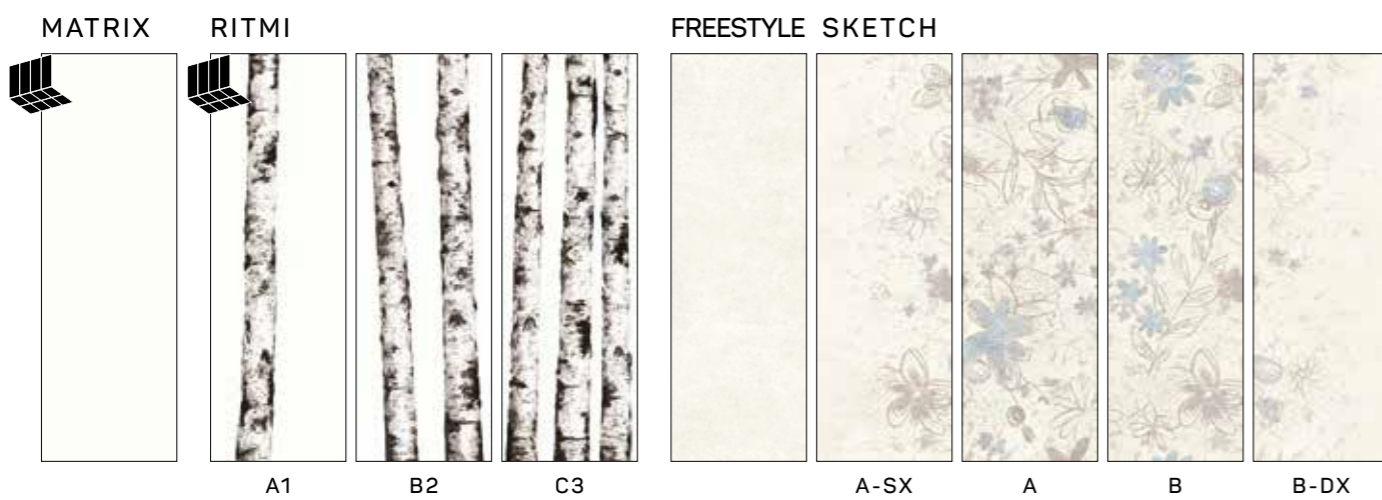 MATRIX RITMI FREESTYLE SKETCH
A1 B2 C3 A-SX A B B-DX